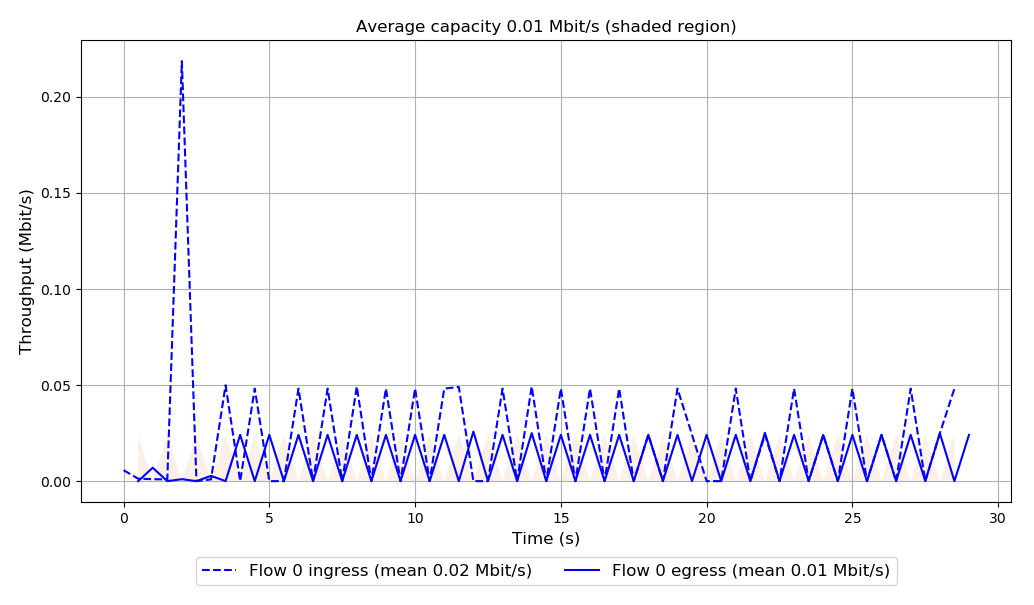 Average capacity 0.01 Mbit/s (shaded region)
Throughput (Mbit/s)
0.20
0.15
0.10
0.05
0.00
0 5 10 15 20 25 30
Time (s)
Flow 0 ingress (mean 0.02 Mbit/s) Flow 0 egress (mean 0.01 Mbit/s)